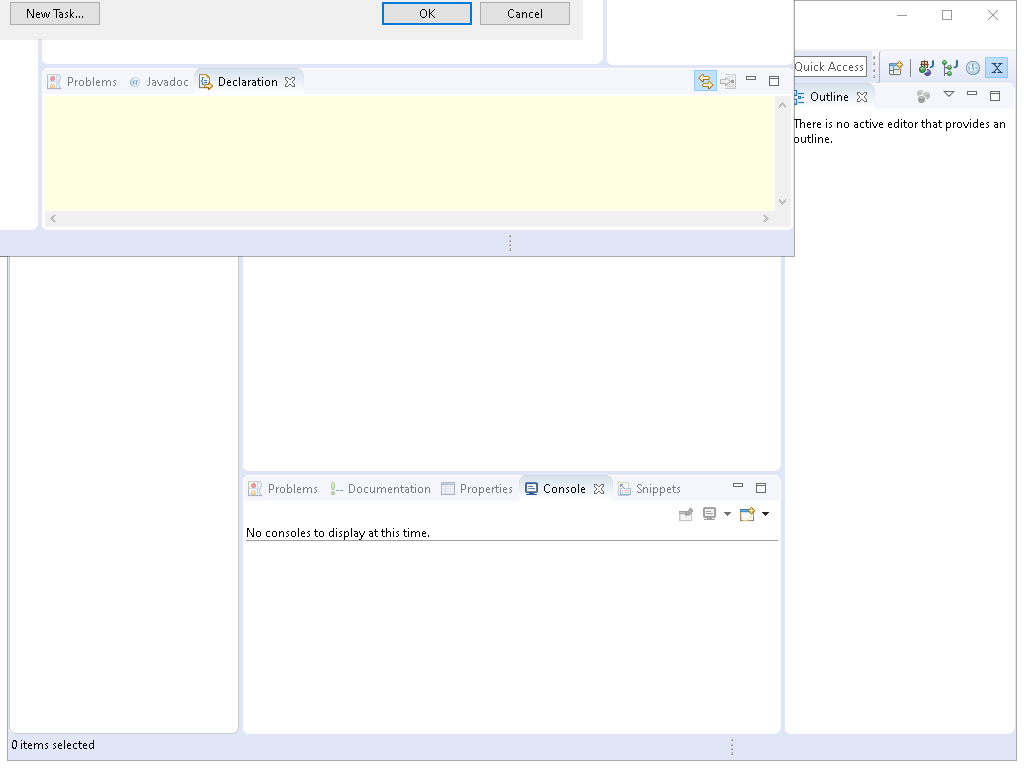 New Task...
OK
Cancel
Problems
@ Javadoc
Declaration
Quick Access
X
Outline
There is no active editor that provides an
outline.
Problems
Documentation
Properties
Console
Snippets
No consoles to display at this time.
0 items selected